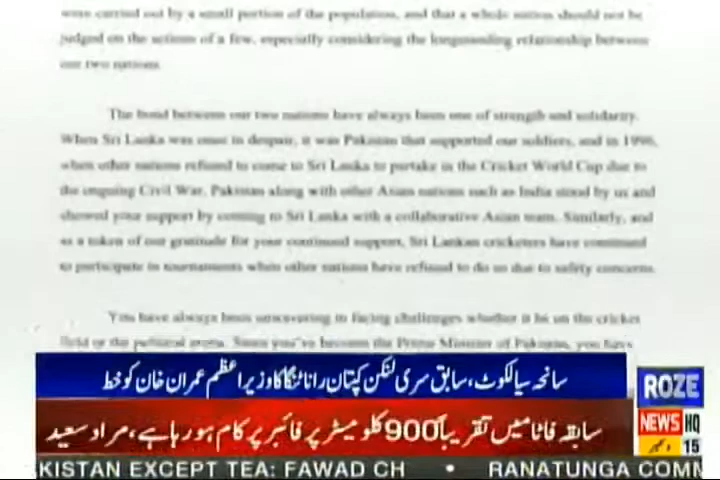 were carried out by a small portion of the population, and that a whole nation should not be
judged on the actions of a few, especially considering the longstanding relationship between
our two nations.
The bond between our two nations have always been one of strength and solidarity.
When Sri Lanka was once in despair, it was Pakistan that supported our soldiers, and in 1996,
when other nations refused to come to Sri Lanka to partake in the Cricket World Cup due to
the ongoing Civil War, Pakistan along with other Asian nations such as India stood by us and
showed your support by coming to Sri Lanka with a collaborative Asian team. Similarly, and
as a token of our gratitude for your continued support, Sri Lankan cricketers have continued
to participate in tournaments when other nations have refused to do so due to safety concerns.
You have always been unwavering in facing challenges whether it be on the cricket
field or the political arena. Since you've become the Prime Minister of Pakistan, you have
سانحہ سیالکوٹ، سابق سری لنکن کپتان رانا ٹنگا کا وزیراعظم عمران خان کو خط
سابقہ فاٹا میں تقریباً 900 کلومیٹر پر فائبر پر کام ہو رہا ہے، مراد سعید
ROZE
NEWS HQ
15 دسمبر
KISTAN EXCEPT TEA: FAWAD CH • RANATUNGA COMM